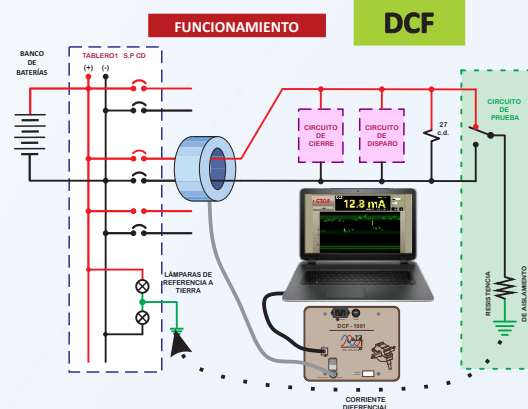 FUNCIONAMIENTO
DCF
BANCO
DE
BATERÍAS
TABLERO1 S.P CD
(+)
(-)
CIRCUITO
DE
CIERRE
CIRCUITO
DE
DISPARO
27
c.d.
CIRCUITO
DE
PRUEBA
12.8 mA
LÁMPARAS DE
REFERENCIA A
TIERRA
DCF - 1001
RESISTENCIA
DE AISLAMIENTO
CORRIENTE
DIFERENCIAL